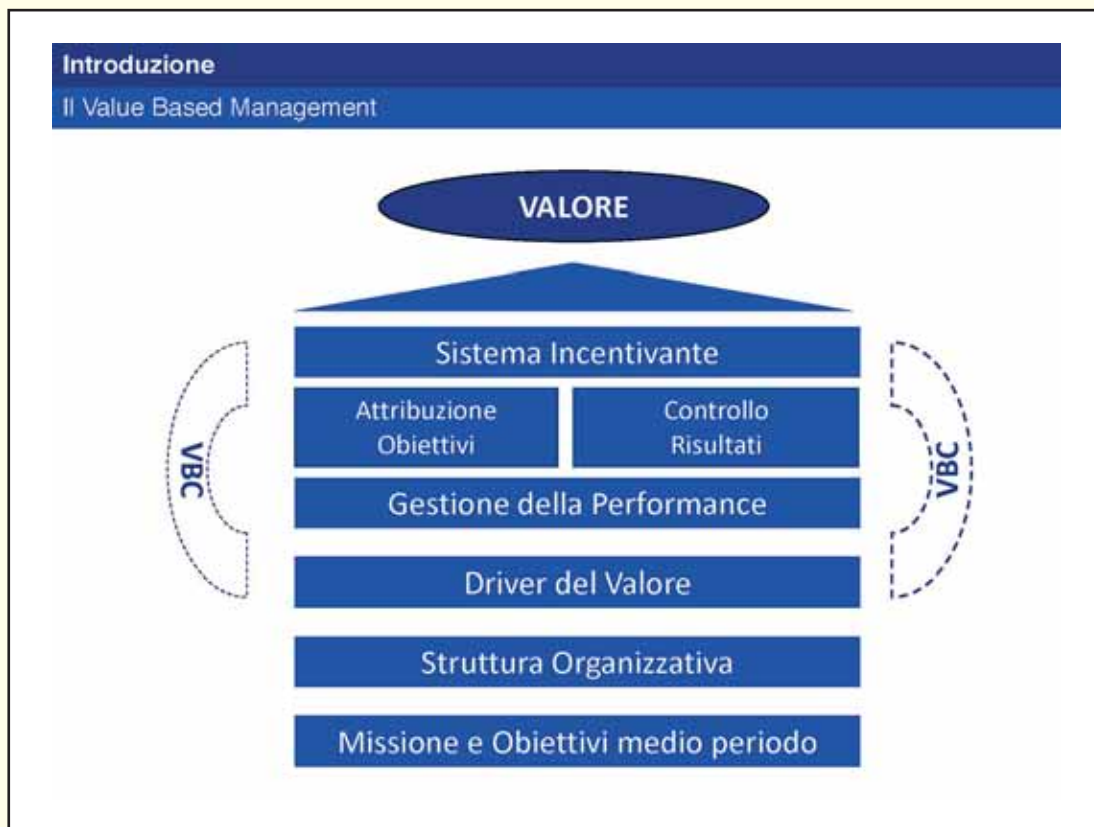 Introduzione
Il Value Based Management
VALORE
Sistema Incentivante
Attribuzione
Obiettivi
Controllo
Risultati
VBC
VBC
Gestione della Performance
Driver del Valore
Struttura Organizzativa
Missione e Obiettivi medio periodo